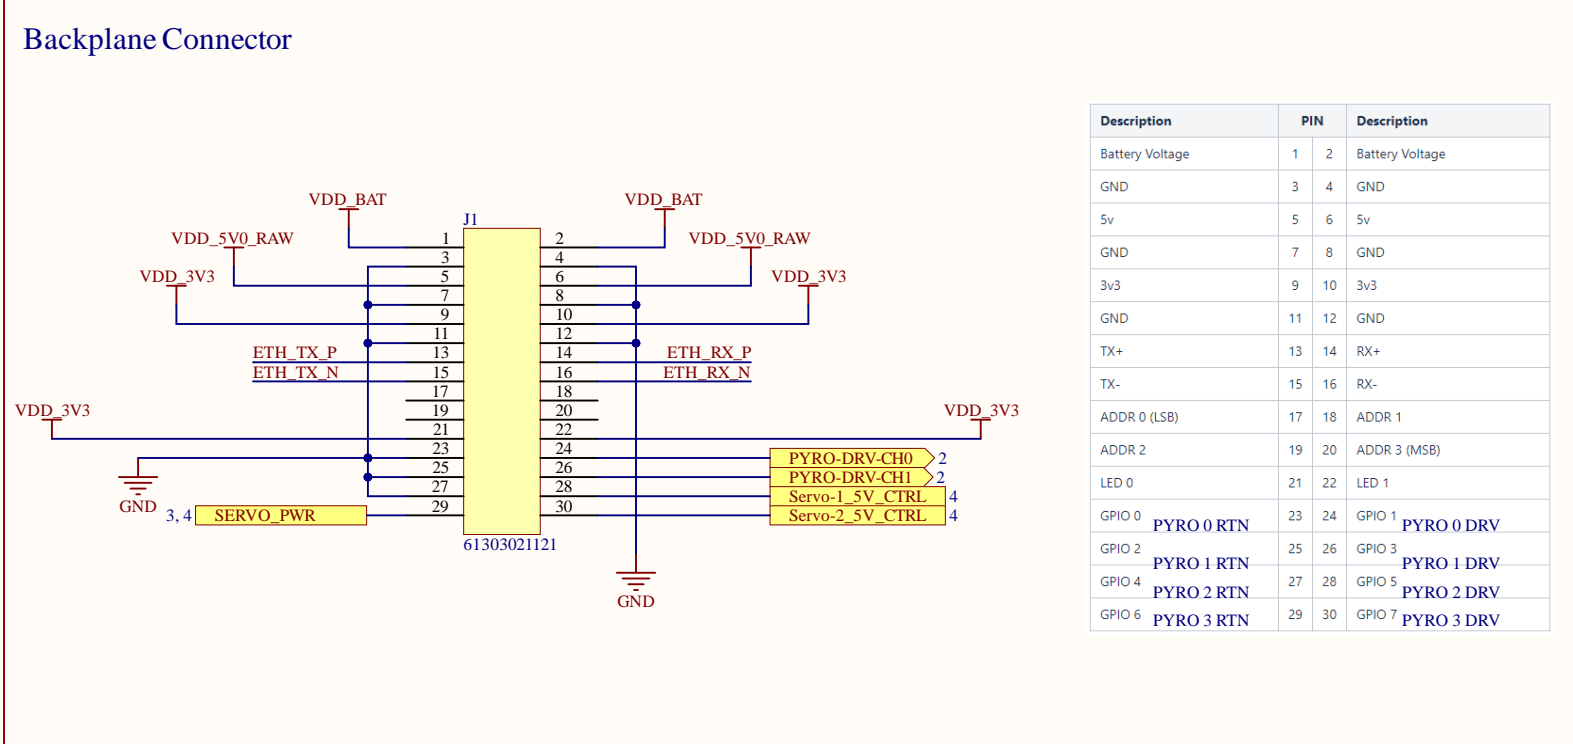 Backplane Connector
VDD_BAT
VDD_BAT
J1
VDD_5V0_RAW
1
2
VDD_5V0_RAW
3
4
VDD_3V3
5
6
VDD_3V3
7
8
9
10
11
12
ETH_TX_P
13
14
ETH_RX_P
ETH_TX_N
15
16
ETH_RX_N
17
18
VDD_3V3
19
20
VDD_3V3
21
22
23
24
PYRO-DRV-CH0
2
25
26
PYRO-DRV-CH1
2
27
28
Servo-1_5V_CTRL
4
GND
3, 4
SERVO_PWR
29
30
Servo-2_5V_CTRL
4
61303021121
GND
Description PIN Description
Battery Voltage 1 2 Battery Voltage
GND 3 4 GND
5v 5 6 5v
GND 7 8 GND
3v3 9 10 3v3
GND 11 12 GND
TX+ 13 14 RX+
TX- 15 16 RX-
ADDR 0 (LSB) 17 18 ADDR 1
ADDR 2 19 20 ADDR 3 (MSB)
LED 0 21 22 LED 1
GPIO 0 PYRO 0 RTN 23 24 GPIO 1 PYRO 0 DRV
GPIO 2 PYRO 1 RTN 25 26 GPIO 3 PYRO 1 DRV
GPIO 4 PYRO 2 RTN 27 28 GPIO 5 PYRO 2 DRV
GPIO 6 PYRO 3 RTN 29 30 GPIO 7 PYRO 3 DRV